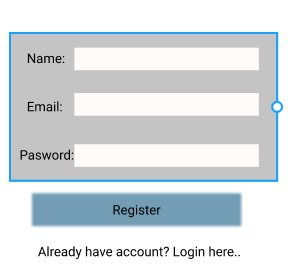 Name:
Email:
Pasword:
Register
Already have account? Login here..